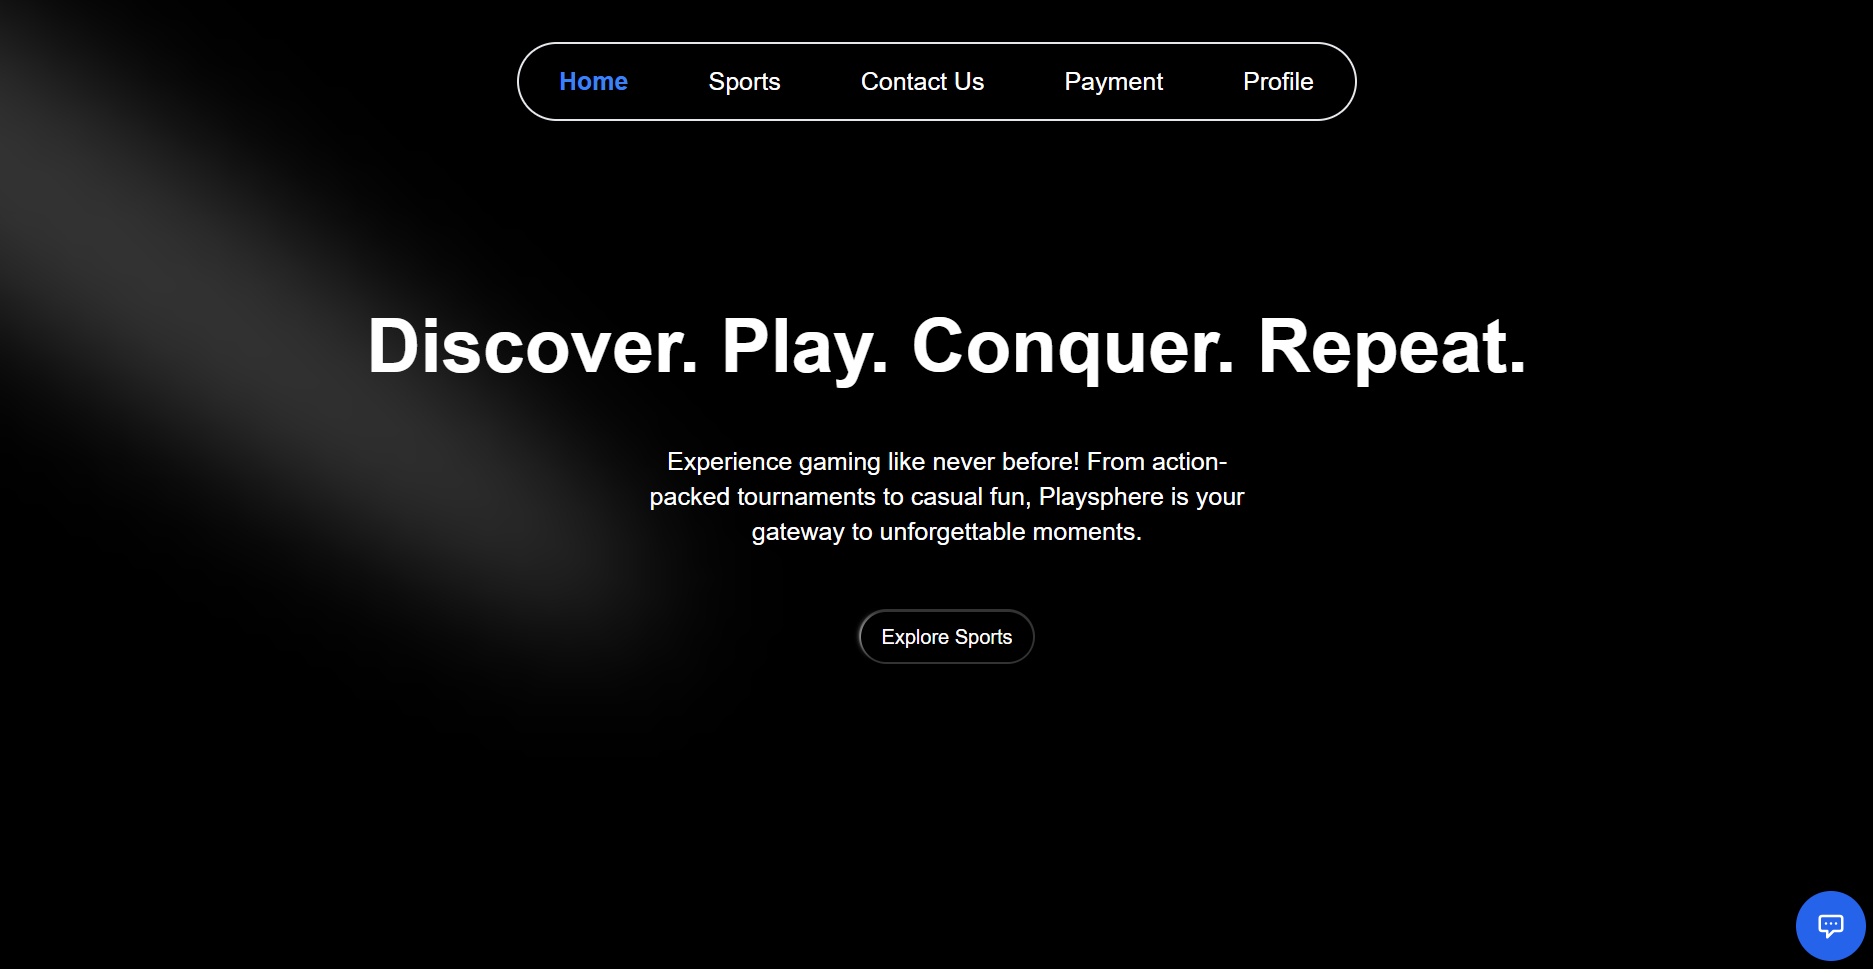 Home Sports Contact Us Payment Profile
Discover. Play. Conquer. Repeat.
Experience gaming like never before! From action-
packed tournaments to casual fun, Playsphere is your
gateway to unforgettable moments.
Explore Sports